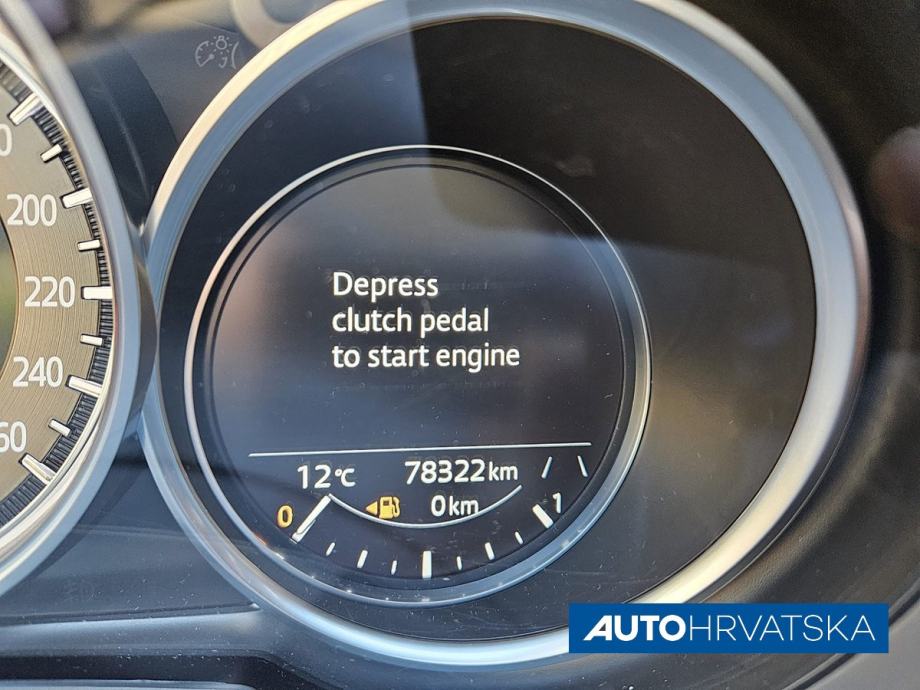 200
220
240
Depress
clutch pedal
to start engine
12°C 78322km
0km
0 1
AUTOHRVATSKA